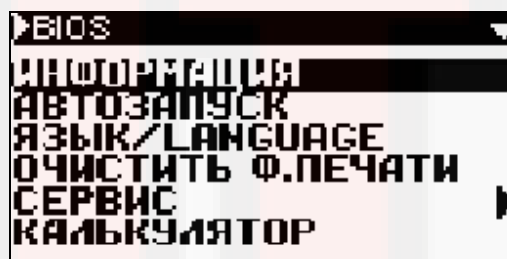 BIOS
ИНФОРМАЦИЯ
АВТОЗАПУСК
ЯЗЫК/LANGUAGE
ОЧИСТИТЬ Ф.ПЕЧАТИ
СЕРВИС
КАЛЬКУЛЯТОР